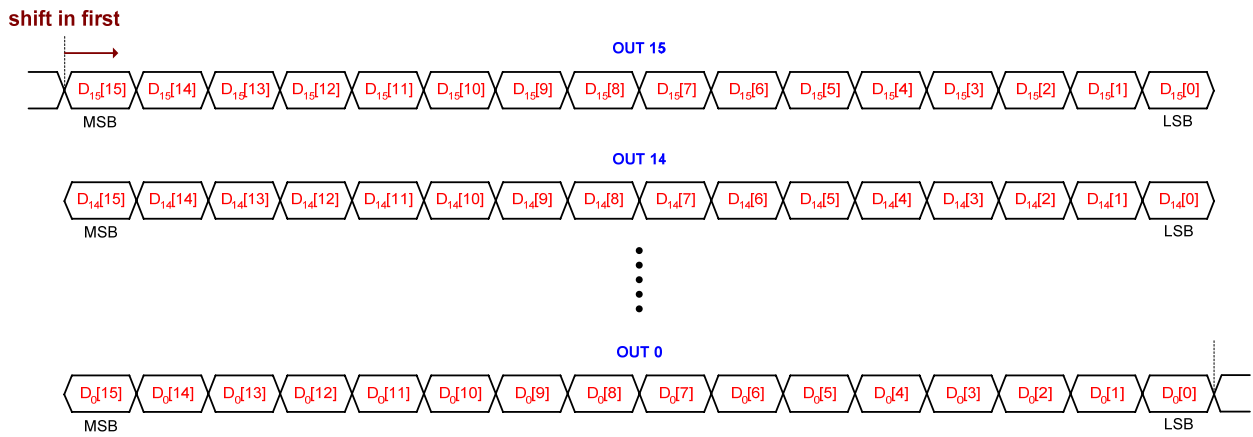 shift in first
OUT 15
D15[15] D15[14] D15[13] D15[12] D15[11] D15[10] D15[9] D15[8] D15[7] D15[6] D15[5] D15[4] D15[3] D15[2] D15[1] D15[0]
MSB LSB
OUT 14
D14[15] D14[14] D14[13] D14[12] D14[11] D14[10] D14[9] D14[8] D14[7] D14[6] D14[5] D14[4] D14[3] D14[2] D14[1] D14[0]
MSB LSB
OUT 0
D0[15] D0[14] D0[13] D0[12] D0[11] D0[10] D0[9] D0[8] D0[7] D0[6] D0[5] D0[4] D0[3] D0[2] D0[1] D0[0]
MSB LSB